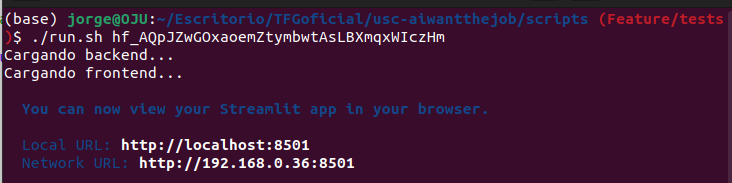 (base) jorge@OJU:~/Escritorio/TFGoficial/usc-aiwantthejob/scripts (Feature/tests
)$ ./run.sh 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
Cargando backend...
Cargando frontend...
You can now view your Streamlit app in your browser.
Local URL: http://localhost:8501
Network URL: http://192.168.0.36:8501